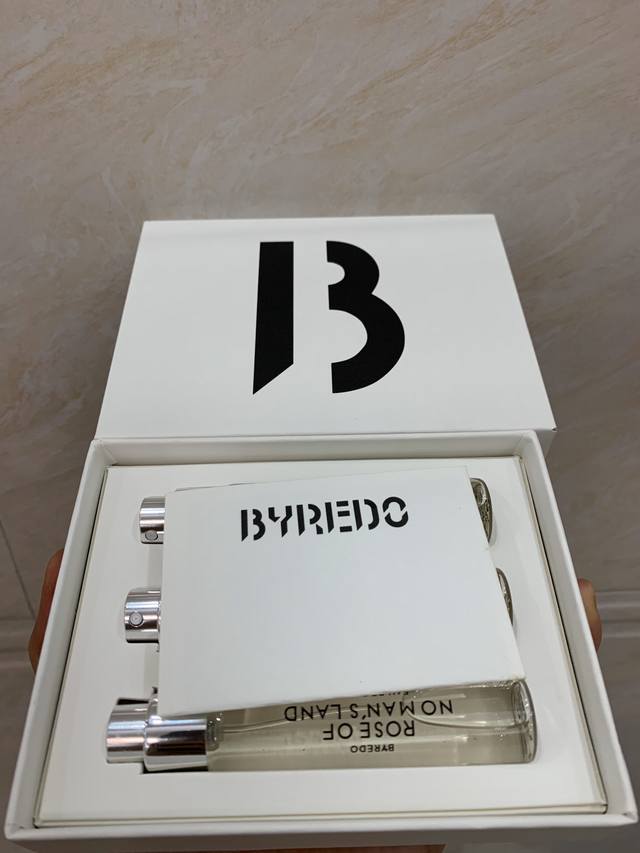 B
BYREDO
BYREDO
ROSE OF
NO MAN'S LAND